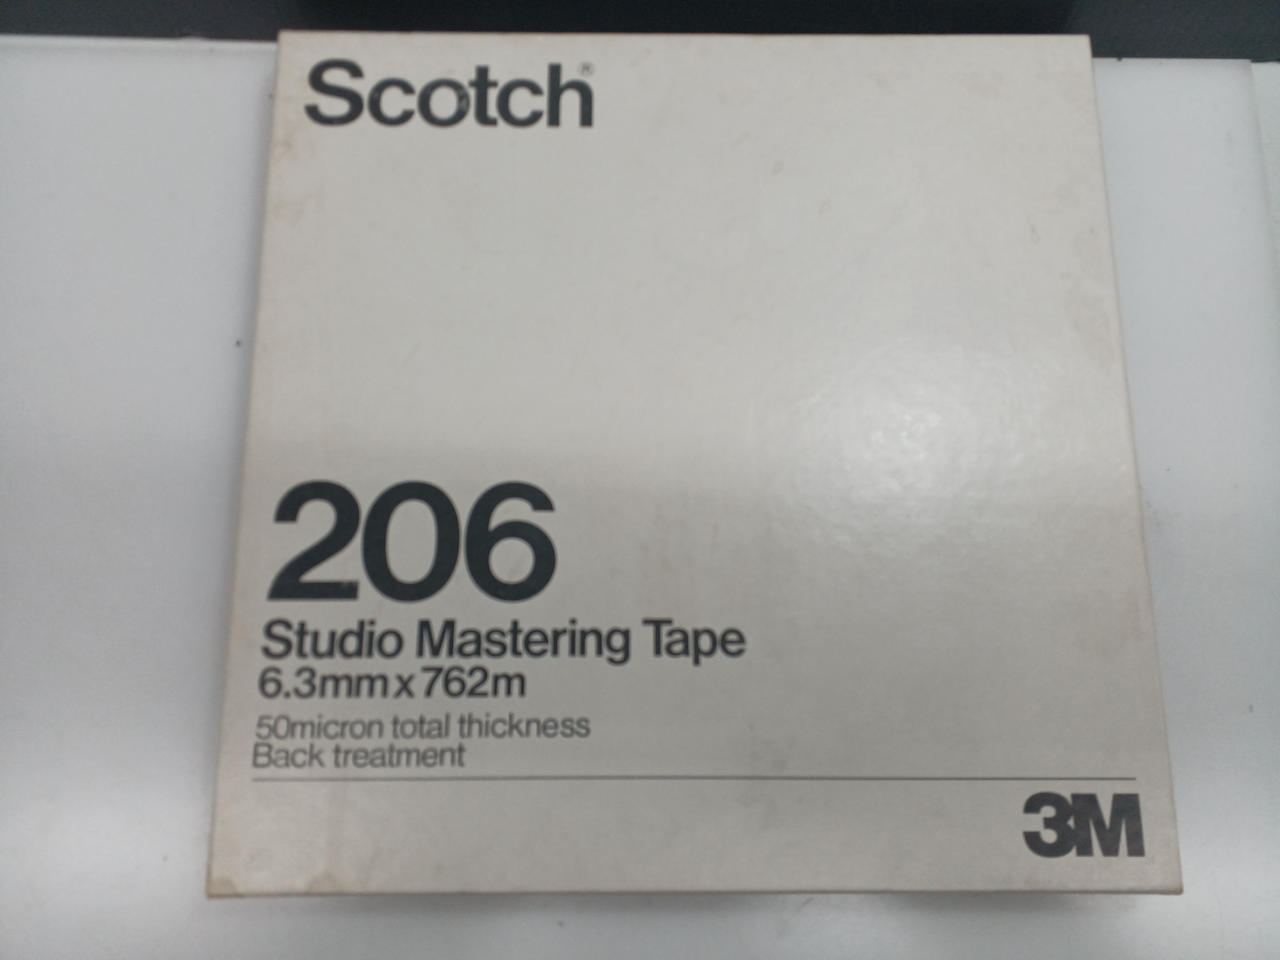 Scotch®
206
Studio Mastering Tape
6.3mm x 762m
50micron total thickness
Back treatment
3M